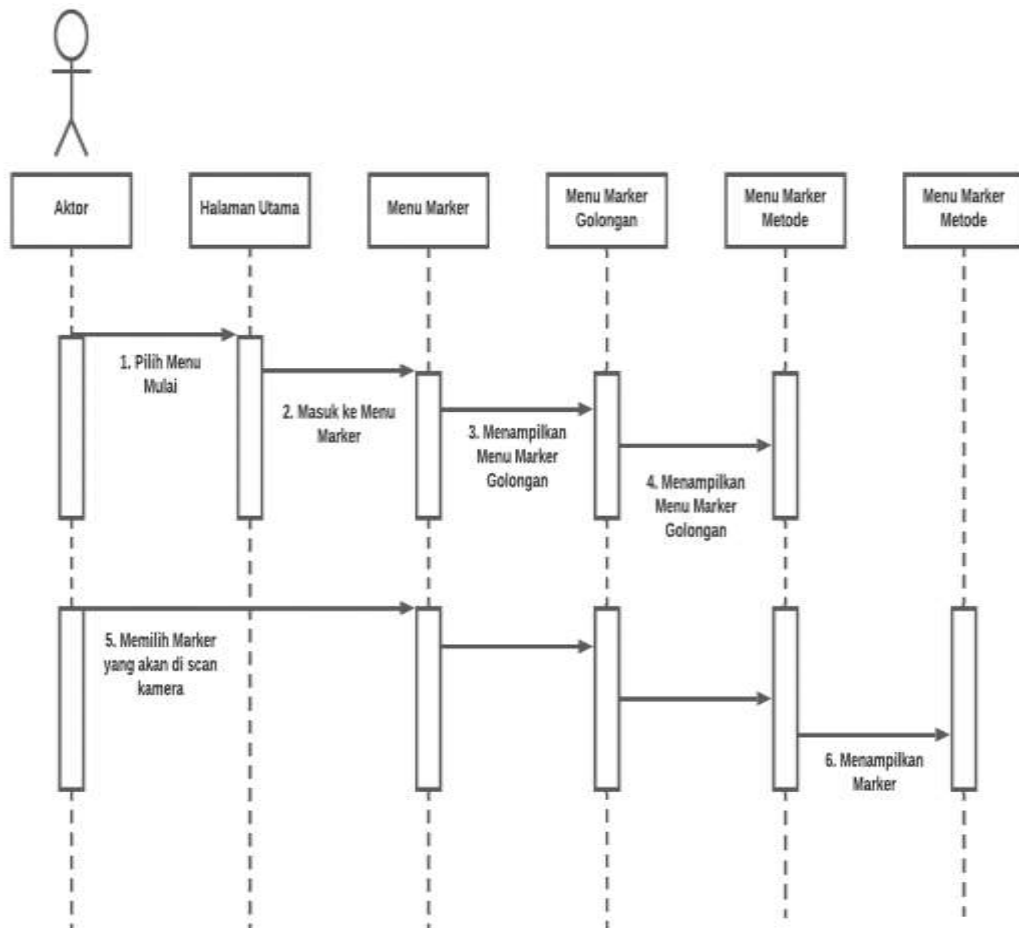 Aktor
Halaman Utama
Menu Marker
Menu Marker
Golongan
Menu Marker
Metode
Menu Marker
Metode
1. Pilih Menu
Mulai
2. Masuk ke Menu
Marker
3. Menampilkan
Menu Marker
Golongan
4. Menampilkan
Menu Marker
Golongan
5. Memilih Marker
yang akan di scan
kamera
6. Menampilkan
Marker